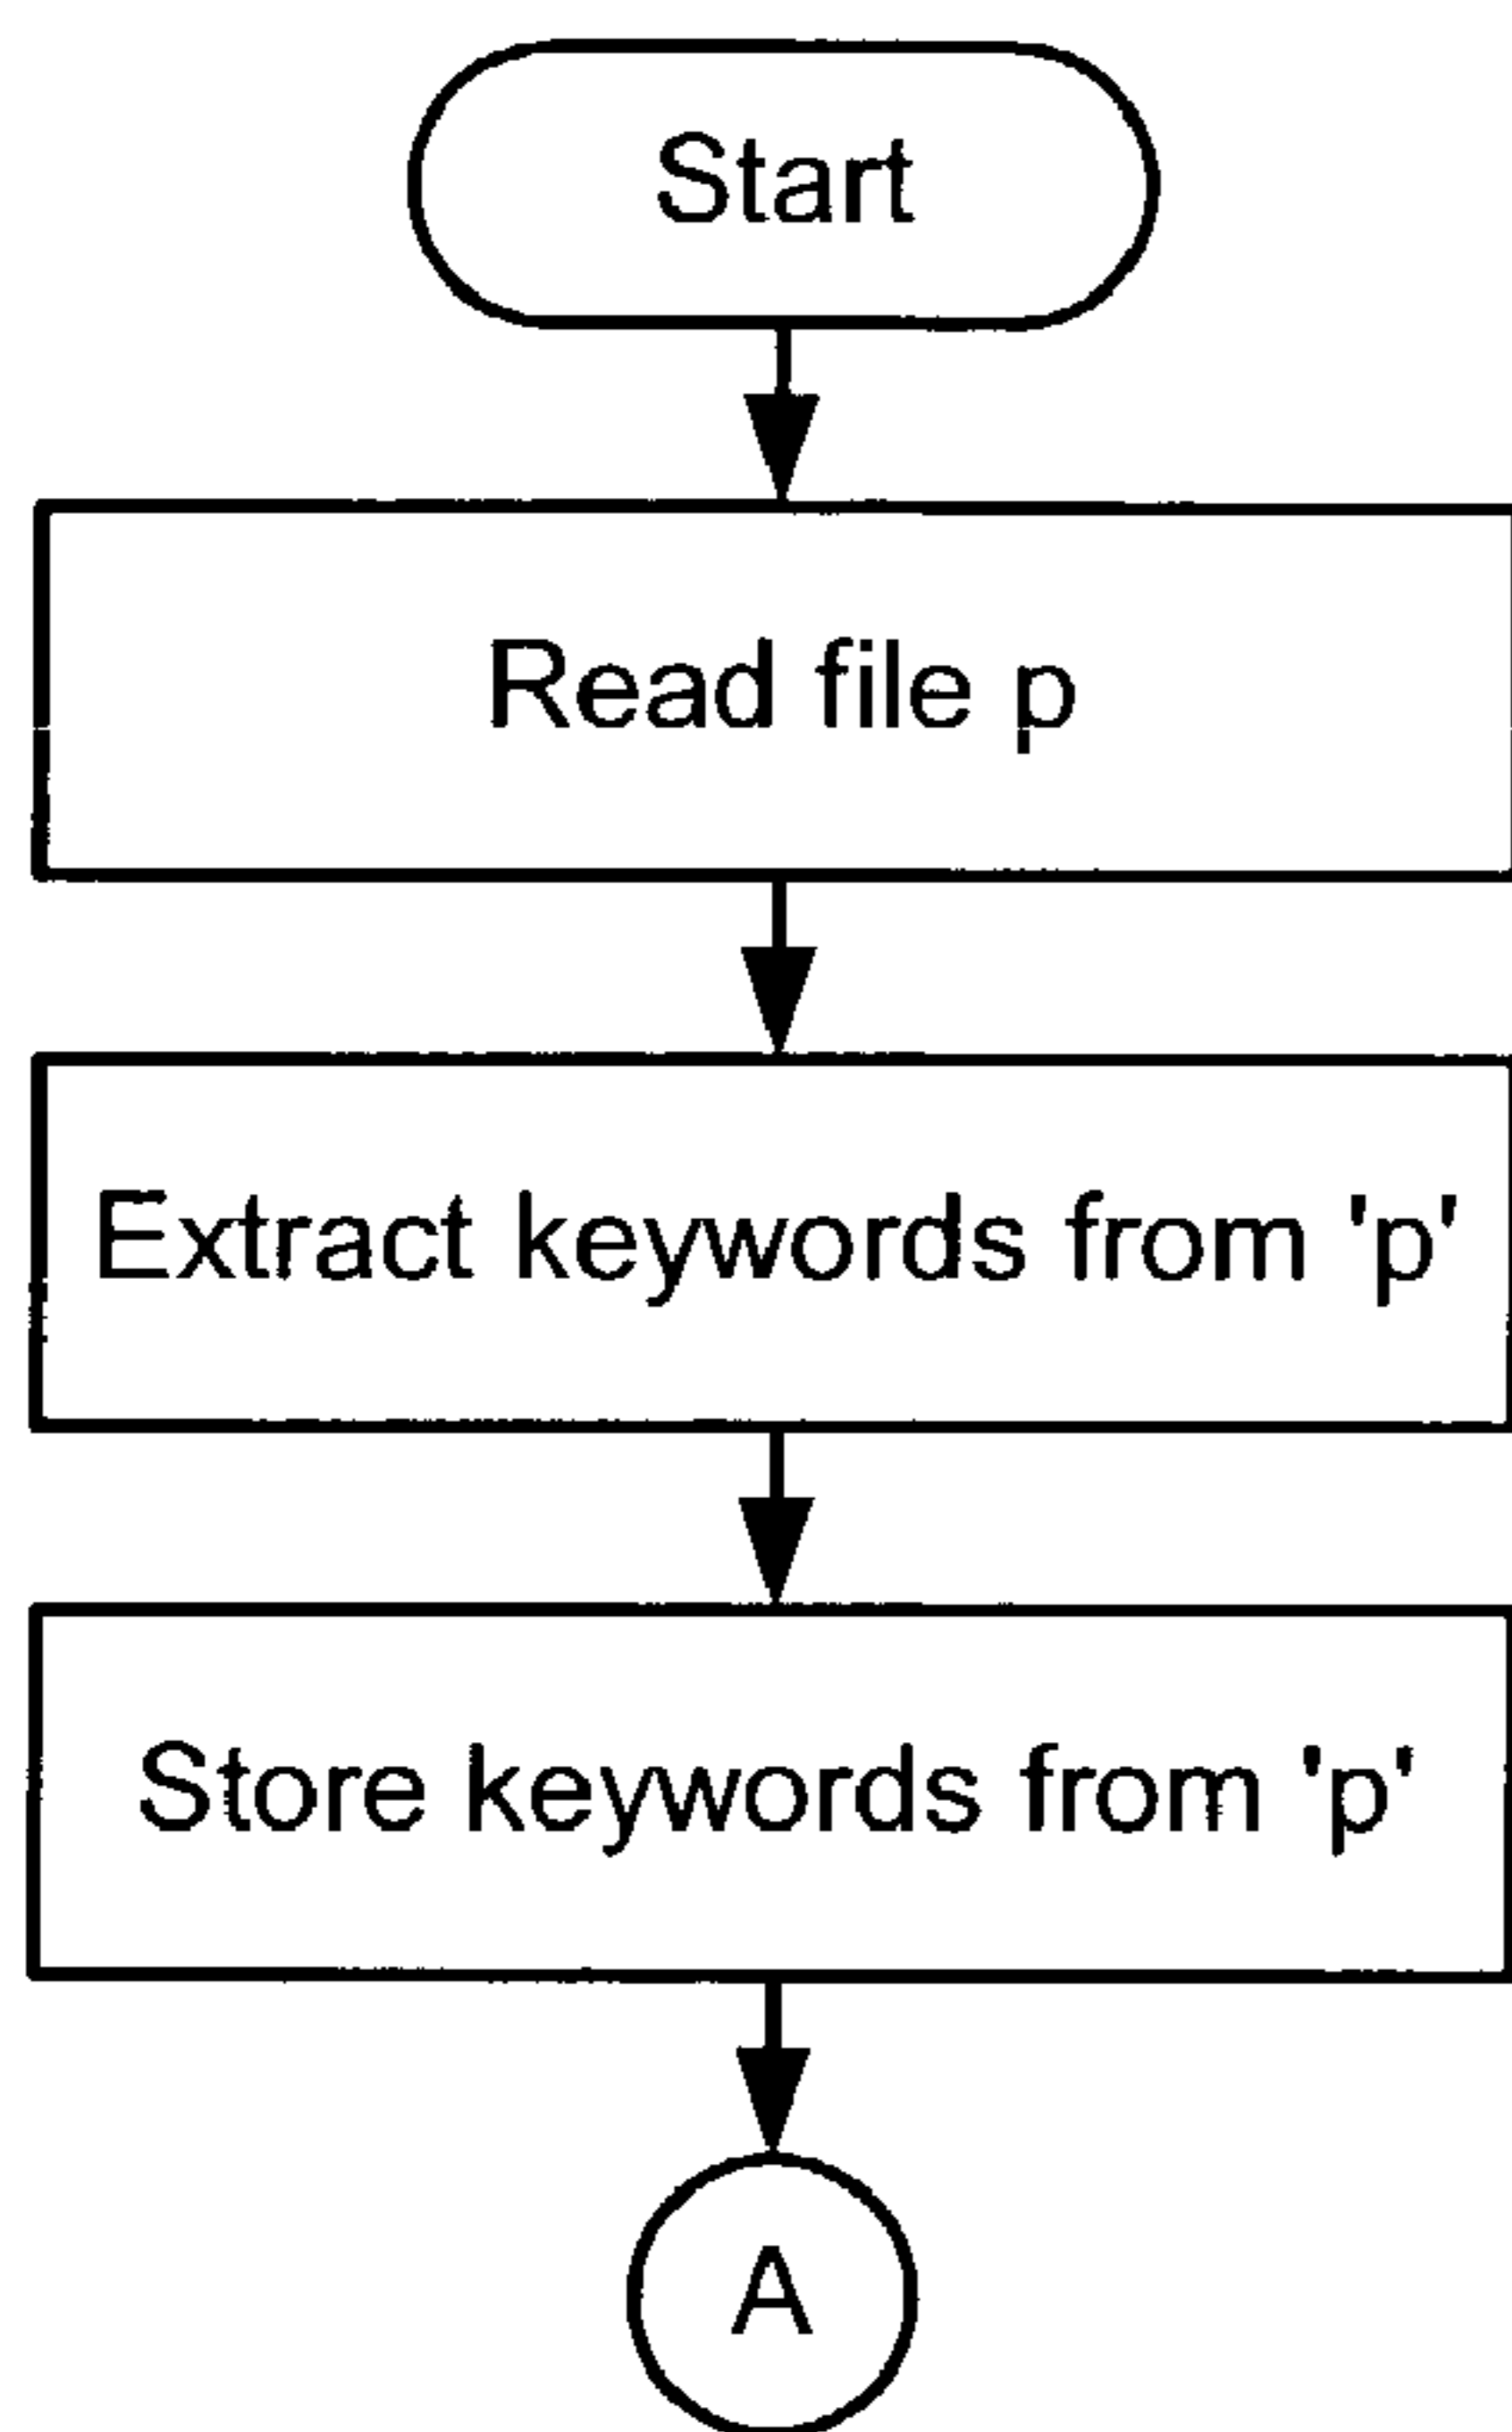 Start
Read file p
Extract keywords from 'p'
Store keywords from 'p'
A